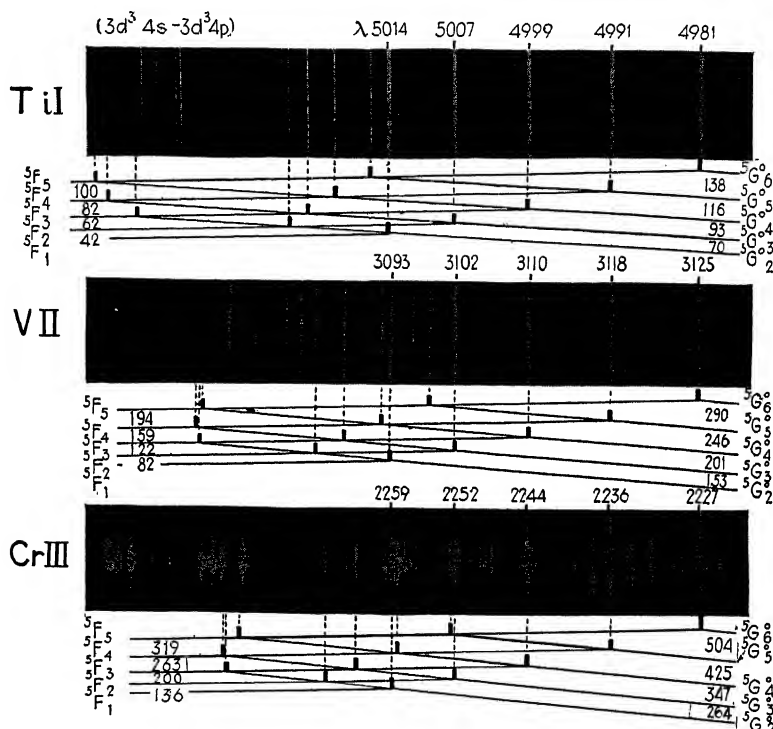 (3d³ 4s-3d³4p) λ 5014 5007 4999 4991 4981
Ti I
⁵F₅ ⁵G°₆
100 138
⁵F₄ ⁵G°₅
82 116
⁵F₃ ⁵G°₄
62 93
⁵F₂ ⁵G°₃
42 70
⁵F₁ ⁵G°₂
3093 3102 3110 3118 3125
V II
⁵F₅ ⁵G°₆
194 290
⁵F₄ ⁵G°₅
159 246
⁵F₃ ⁵G°₄
122 201
⁵F₂ ⁵G°₃
82 153
⁵F₁ ⁵G°₂
2259 2252 2244 2236 2227
Cr III
⁵F₅ ⁵G°₆
319 504
⁵F₄ ⁵G°₅
263 425
⁵F₃ ⁵G°₄
200 347
⁵F₂ ⁵G°₃
136 264
⁵F₁ ⁵G°₂